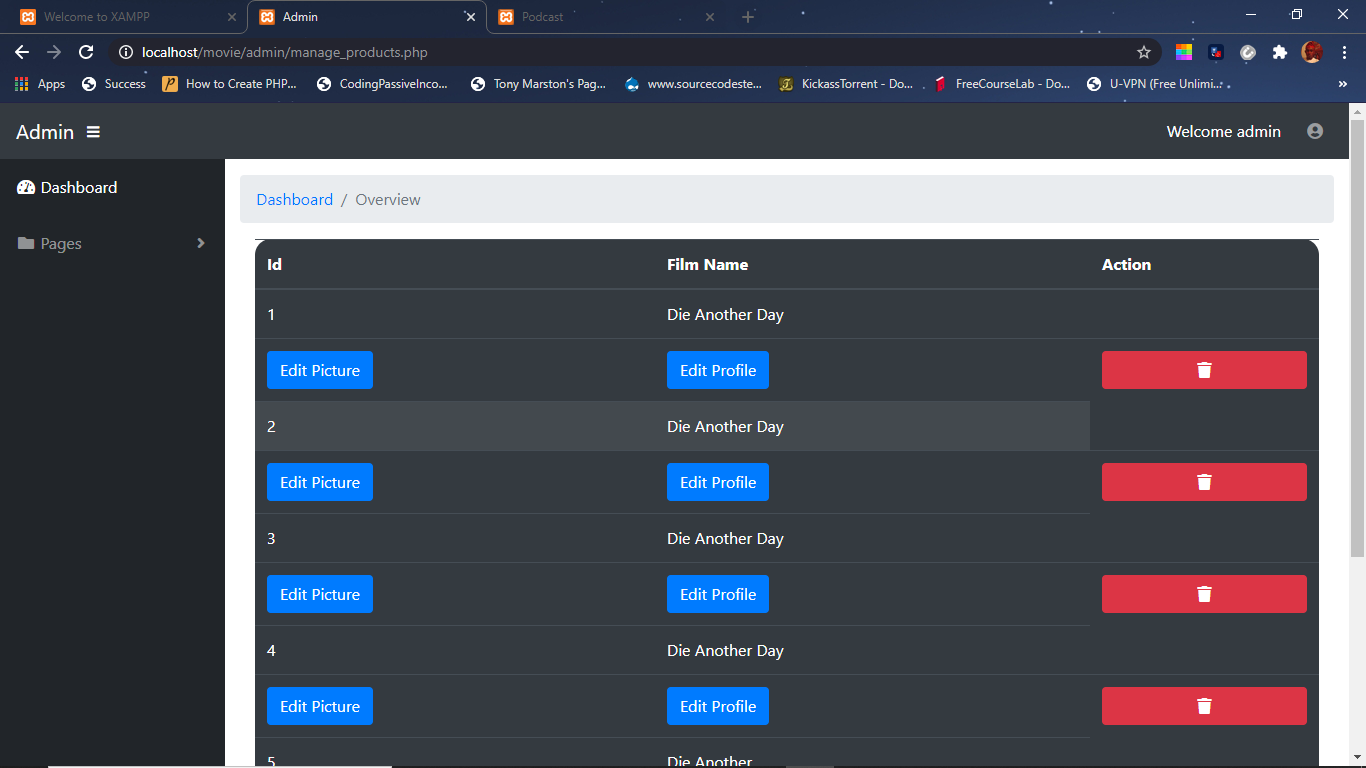 Welcome to XAMPP
Admin
Podcast
localhost/movie/admin/manage_products.php
Apps
Success
How to Create PHP...
CodingPassiveInco...
Tony Marston's Pag...
www.sourcecodeste...
KickassTorrent - Do...
FreeCourseLab - Do...
U-VPN (Free Unlimi...
»
Admin
Welcome admin
Dashboard
Pages
Dashboard / Overview
Id Film Name Action
1 Die Another Day
Edit Picture Edit Profile
2 Die Another Day
Edit Picture Edit Profile
3 Die Another Day
Edit Picture Edit Profile
4 Die Another Day
Edit Picture Edit Profile
5 Die Another